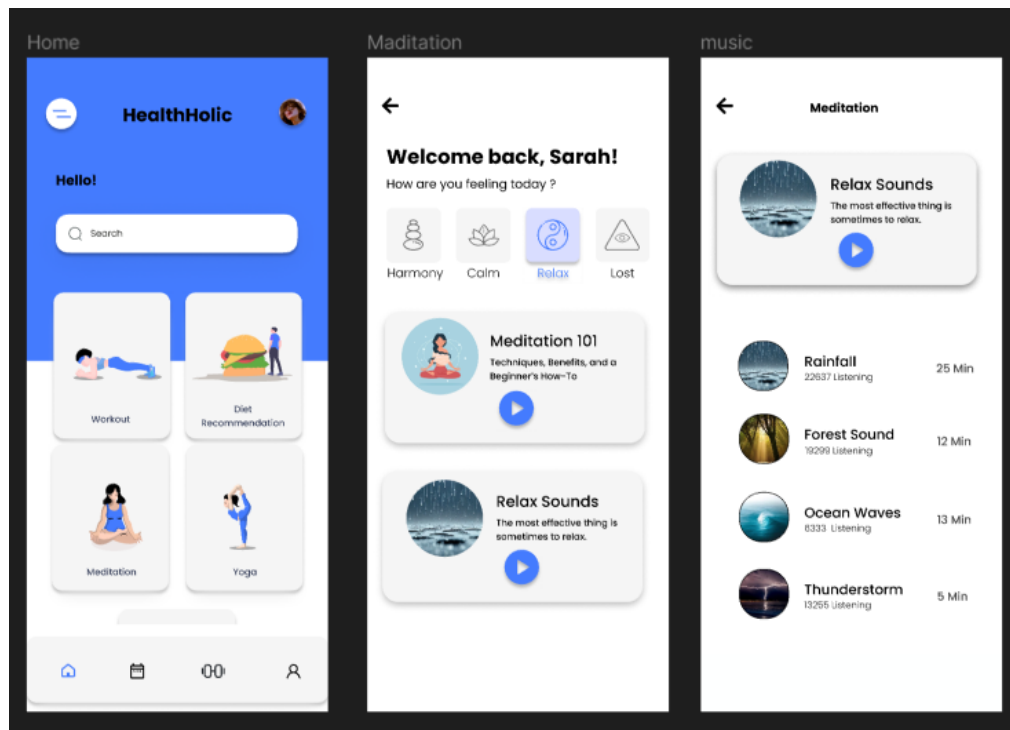 Home
HealthHolic
Hello!
Search
Workout
Diet
Recommendation
Meditation
Yoga
Maditation
Welcome back, Sarah!
How are you feeling today ?
Harmony
Calm
Relax
Lost
Meditation 101
Techniques, Benefits, and a
Beginner's How-To
Relax Sounds
The most effective thing is
sometimes to relax.
music
Meditation
Relax Sounds
The most effective thing is
sometimes to relax.
Rainfall
22637 Listening
25 Min
Forest Sound
19299 Listening
12 Min
Ocean Waves
6333 Listening
13 Min
Thunderstorm
13255 Listening
5 Min